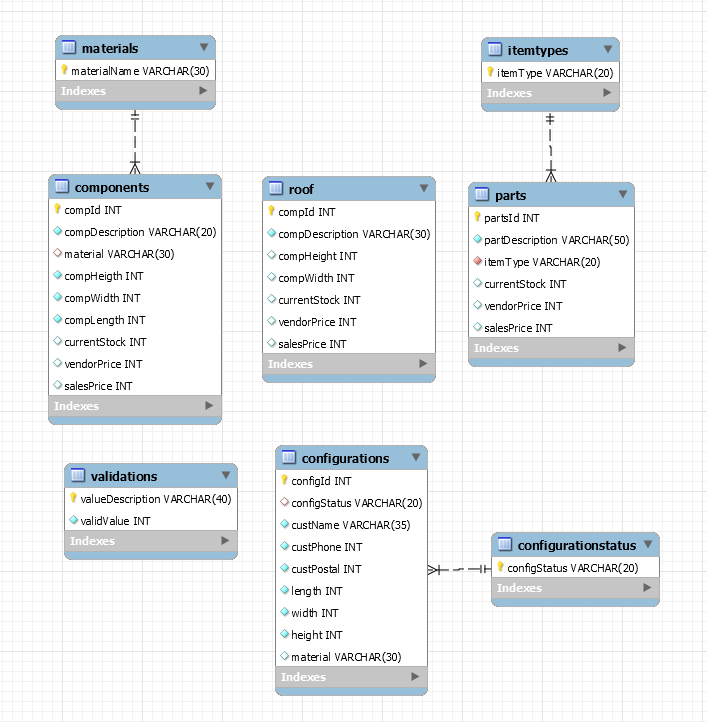 materials
materialName VARCHAR(30)
Indexes
itemtypes
itemType VARCHAR(20)
Indexes
components
compId INT
compDescription VARCHAR(20)
material VARCHAR(30)
compHeigth INT
compWidth INT
compLength INT
currentStock INT
vendorPrice INT
salesPrice INT
Indexes
roof
compId INT
compDescription VARCHAR(30)
compHeight INT
compWidth INT
currentStock INT
vendorPrice INT
salesPrice INT
Indexes
parts
partsId INT
partDescription VARCHAR(50)
itemType VARCHAR(20)
currentStock INT
vendorPrice INT
salesPrice INT
Indexes
validations
valueDescription VARCHAR(40)
validValue INT
Indexes
configurations
configId INT
configStatus VARCHAR(20)
custName VARCHAR(35)
custPhone INT
custPostal INT
length INT
width INT
height INT
material VARCHAR(30)
Indexes
configurationstatus
configStatus VARCHAR(20)
Indexes